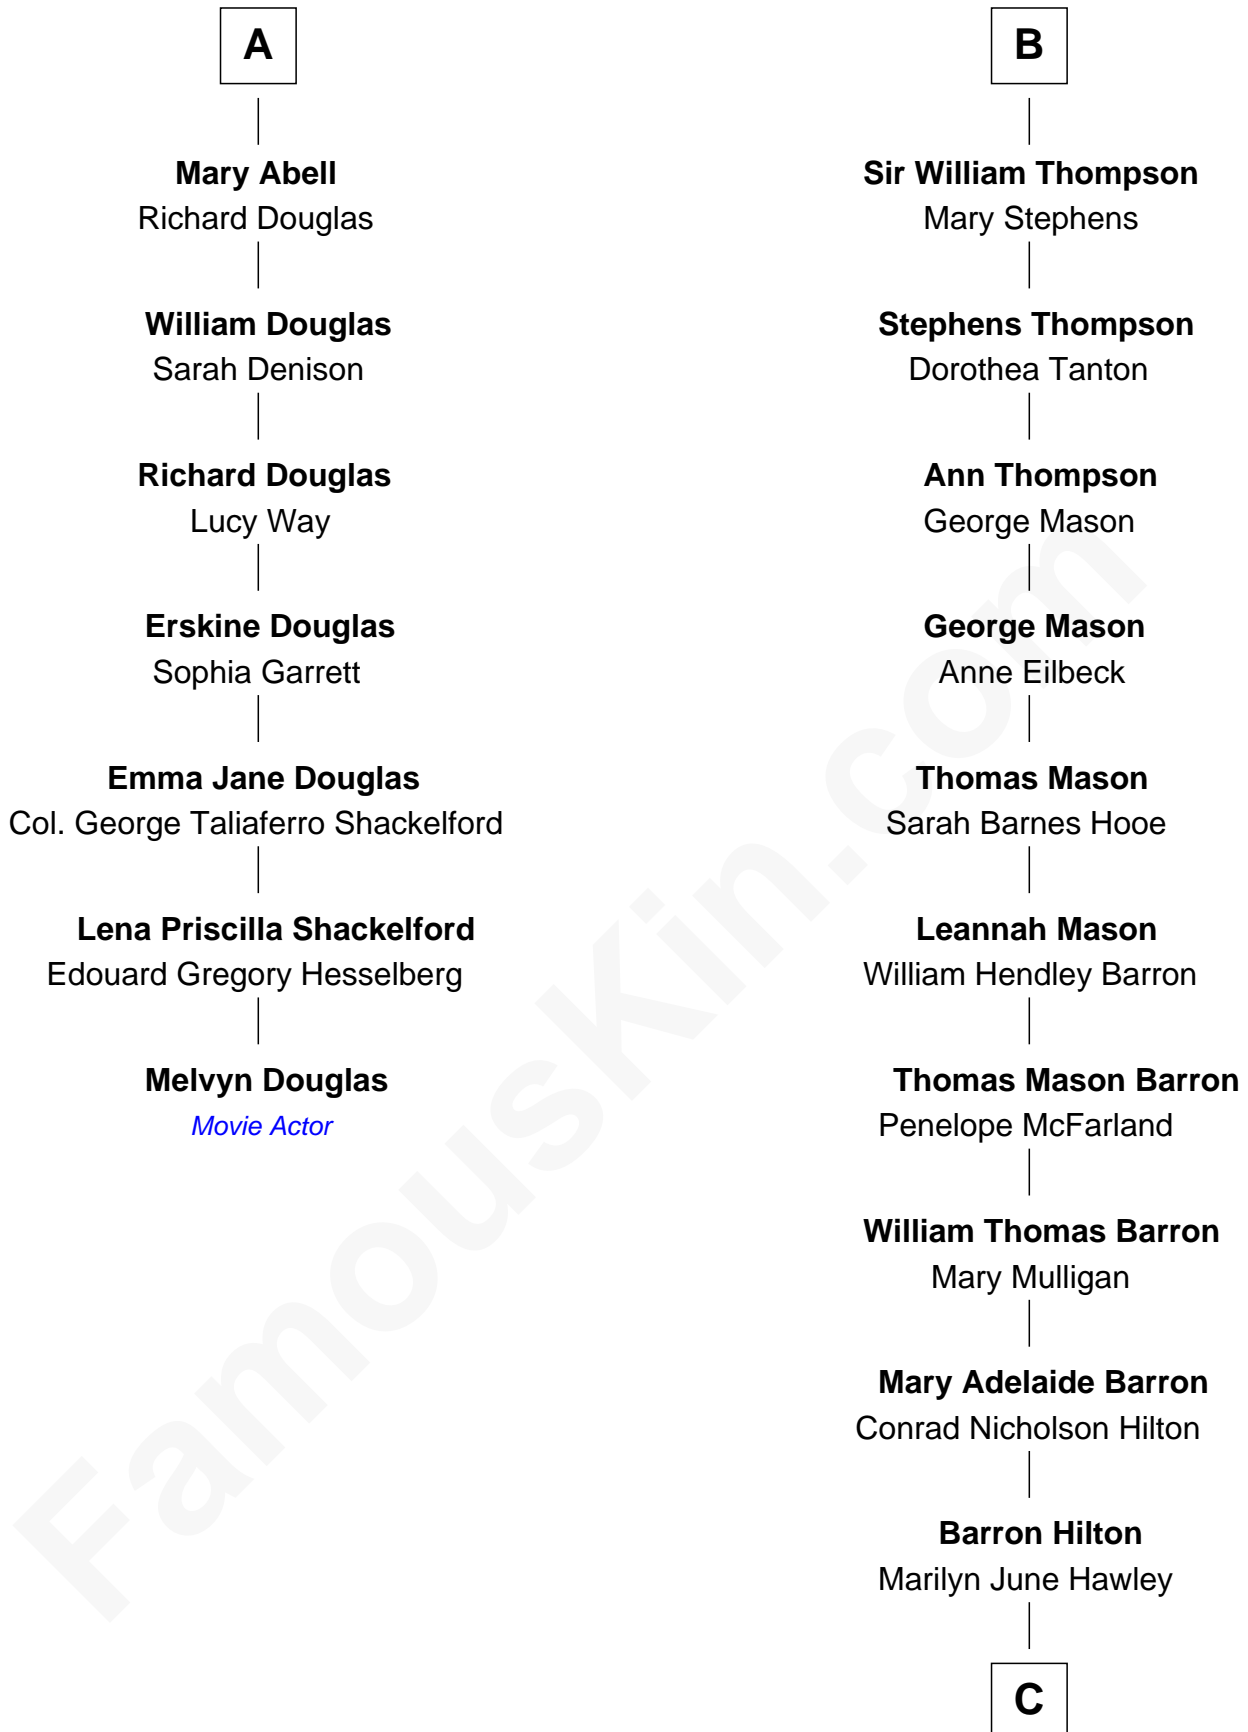 A
Mary Abell
Richard Douglas
William Douglas
Sarah Denison
Richard Douglas
Lucy Way
Erskine Douglas
Sophia Garrett
Emma Jane Douglas
Col. George Taliaferro Shackelford
Lena Priscilla Shackelford
Edouard Gregory Hesselberg
Melvyn Douglas
Movie Actor
B
Sir William Thompson
Mary Stephens
Stephens Thompson
Dorothea Tanton
Ann Thompson
George Mason
George Mason
Anne Eilbeck
Thomas Mason
Sarah Barnes Hooe
Leannah Mason
William Hendley Barron
Thomas Mason Barron
Penelope McFarland
William Thomas Barron
Mary Mulligan
Mary Adelaide Barron
Conrad Nicholson Hilton
Barron Hilton
Marilyn June Hawley
C
FamousKin.com